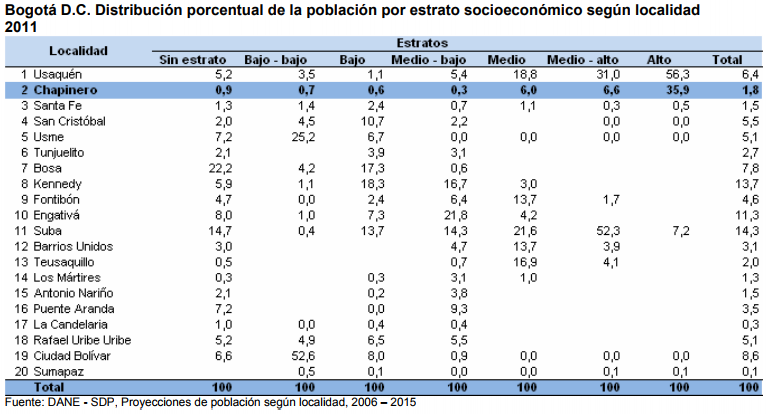 Bogotá D.C. Distribución porcentual de la población por estrato socioeconómico según localidad
2011
Localidad Estratos
Sin estrato Bajo - bajo Bajo Medio - bajo Medio Medio - alto Alto Total
1 Usaquén 5,2 3,5 1,1 5,4 18,8 31,0 56,3 6,4
2 Chapinero 0,9 0,7 0,6 0,3 6,0 6,6 35,9 1,8
3 Santa Fe 1,3 1,4 2,4 0,7 1,1 0,3 0,5 1,5
4 San Cristóbal 2,0 4,5 10,7 2,2 0,0 0,0 5,5
5 Usme 7,2 25,2 6,7 0,0 0,0 0,0 0,0 5,1
6 Tunjuelito 2,1 3,9 3,1 2,7
7 Bosa 22,2 4,2 17,3 0,6 7,8
8 Kennedy 5,9 1,1 18,3 16,7 3,0 13,7
9 Fontibón 4,7 0,0 2,4 6,4 13,7 1,7 4,6
10 Engativá 8,0 1,0 7,3 21,8 4,2 11,3
11 Suba 14,7 0,4 13,7 14,3 21,6 52,3 7,2 14,3
12 Barrios Unidos 3,0 4,7 13,7 3,9 3,1
13 Teusaquillo 0,5 0,7 16,9 4,1 2,0
14 Los Mártires 0,3 0,3 3,1 1,0 1,3
15 Antonio Nariño 2,1 0,2 3,8 1,5
16 Puente Aranda 7,2 0,0 9,3 3,5
17 La Candelaria 1,0 0,0 0,4 0,4 0,3
18 Rafael Uribe Uribe 5,2 4,9 6,5 5,5 5,1
19 Ciudad Bolívar 6,6 52,6 8,0 0,9 0,0 0,0 0,0 8,6
20 Sumapaz 0,5 0,1 0,0 0,0 0,1 0,1 0,1
Total 100 100 100 100 100 100 100 100
Fuente: DANE - SDP, Proyecciones de población según localidad, 2006 – 2015